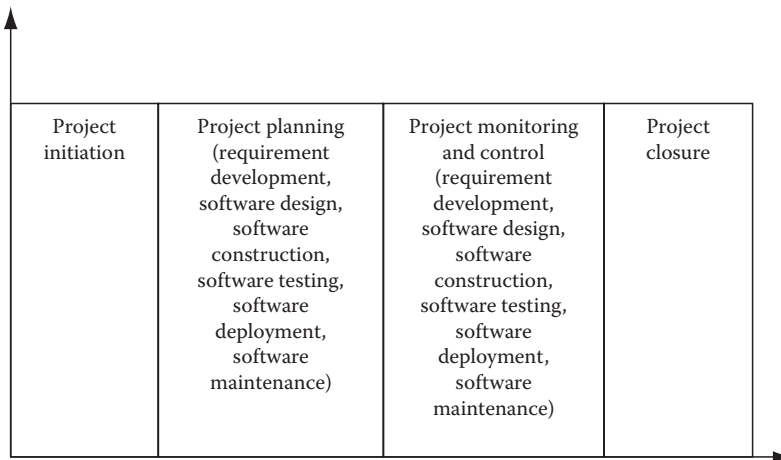 Project
initiation
Project planning
(requirement
development,
software design,
software
construction,
software testing,
software
deployment,
software
maintenance)
Project monitoring
and control
(requirement
development,
software design,
software
construction,
software testing,
software
deployment,
software
maintenance)
Project
closure